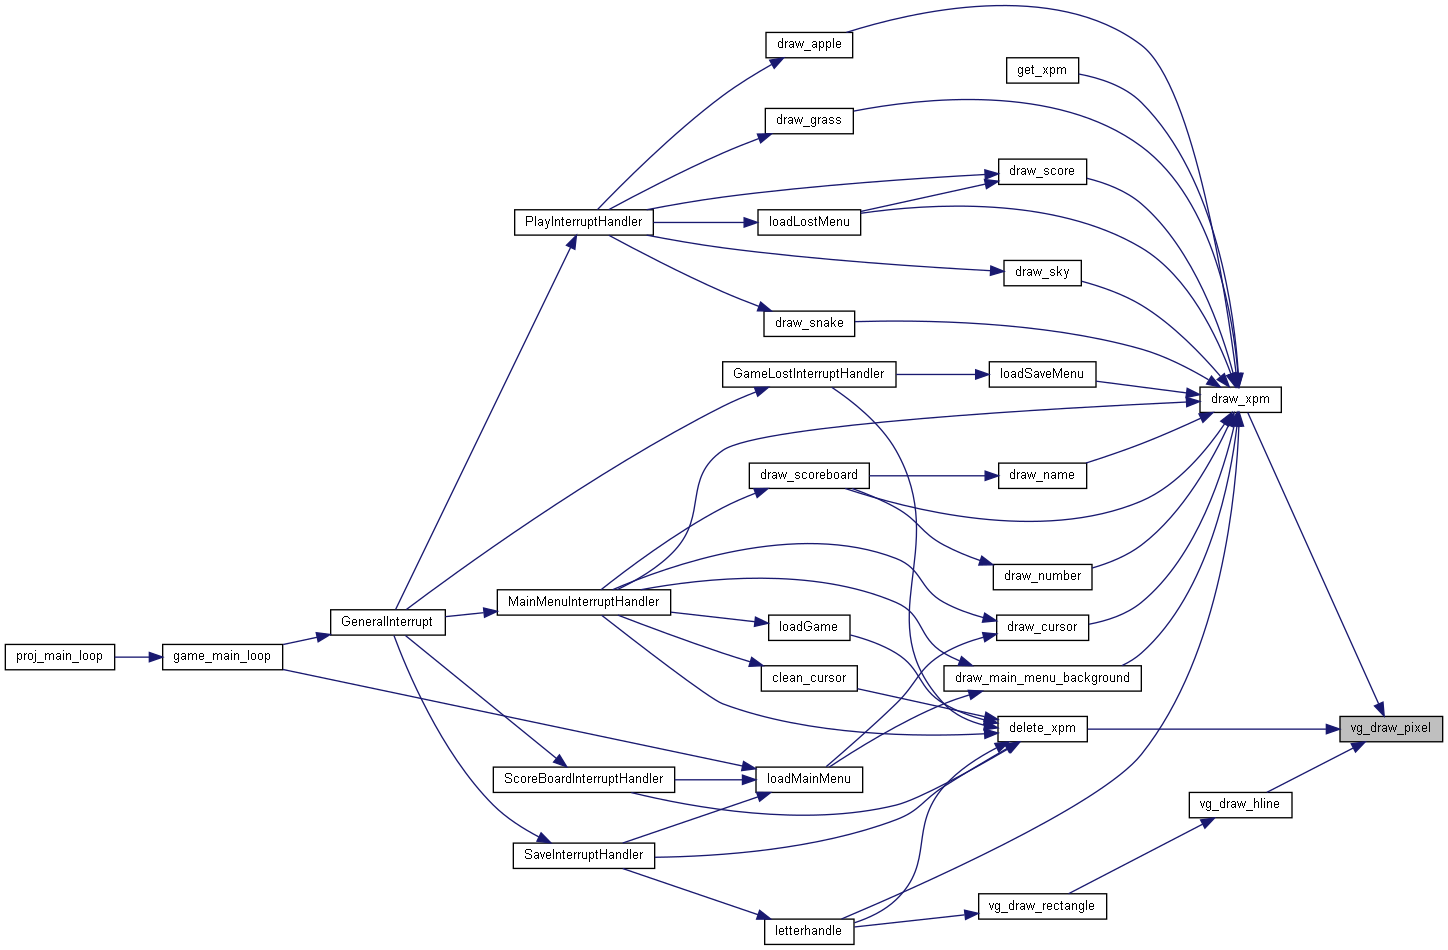 draw_apple
get_xpm
draw_grass
draw_score
PlayInterruptHandler
loadLostMenu
draw_sky
draw_snake
GameLostInterruptHandler
loadSaveMenu
draw_xpm
draw_scoreboard
draw_name
draw_number
MainMenuInterruptHandler
GeneralInterrupt
loadGame
draw_cursor
proj_main_loop
game_main_loop
clean_cursor
draw_main_menu_background
delete_xpm
vg_draw_pixel
ScoreBoardInterruptHandler
loadMainMenu
vg_draw_hline
SaveInterruptHandler
vg_draw_rectangle
letterhandle